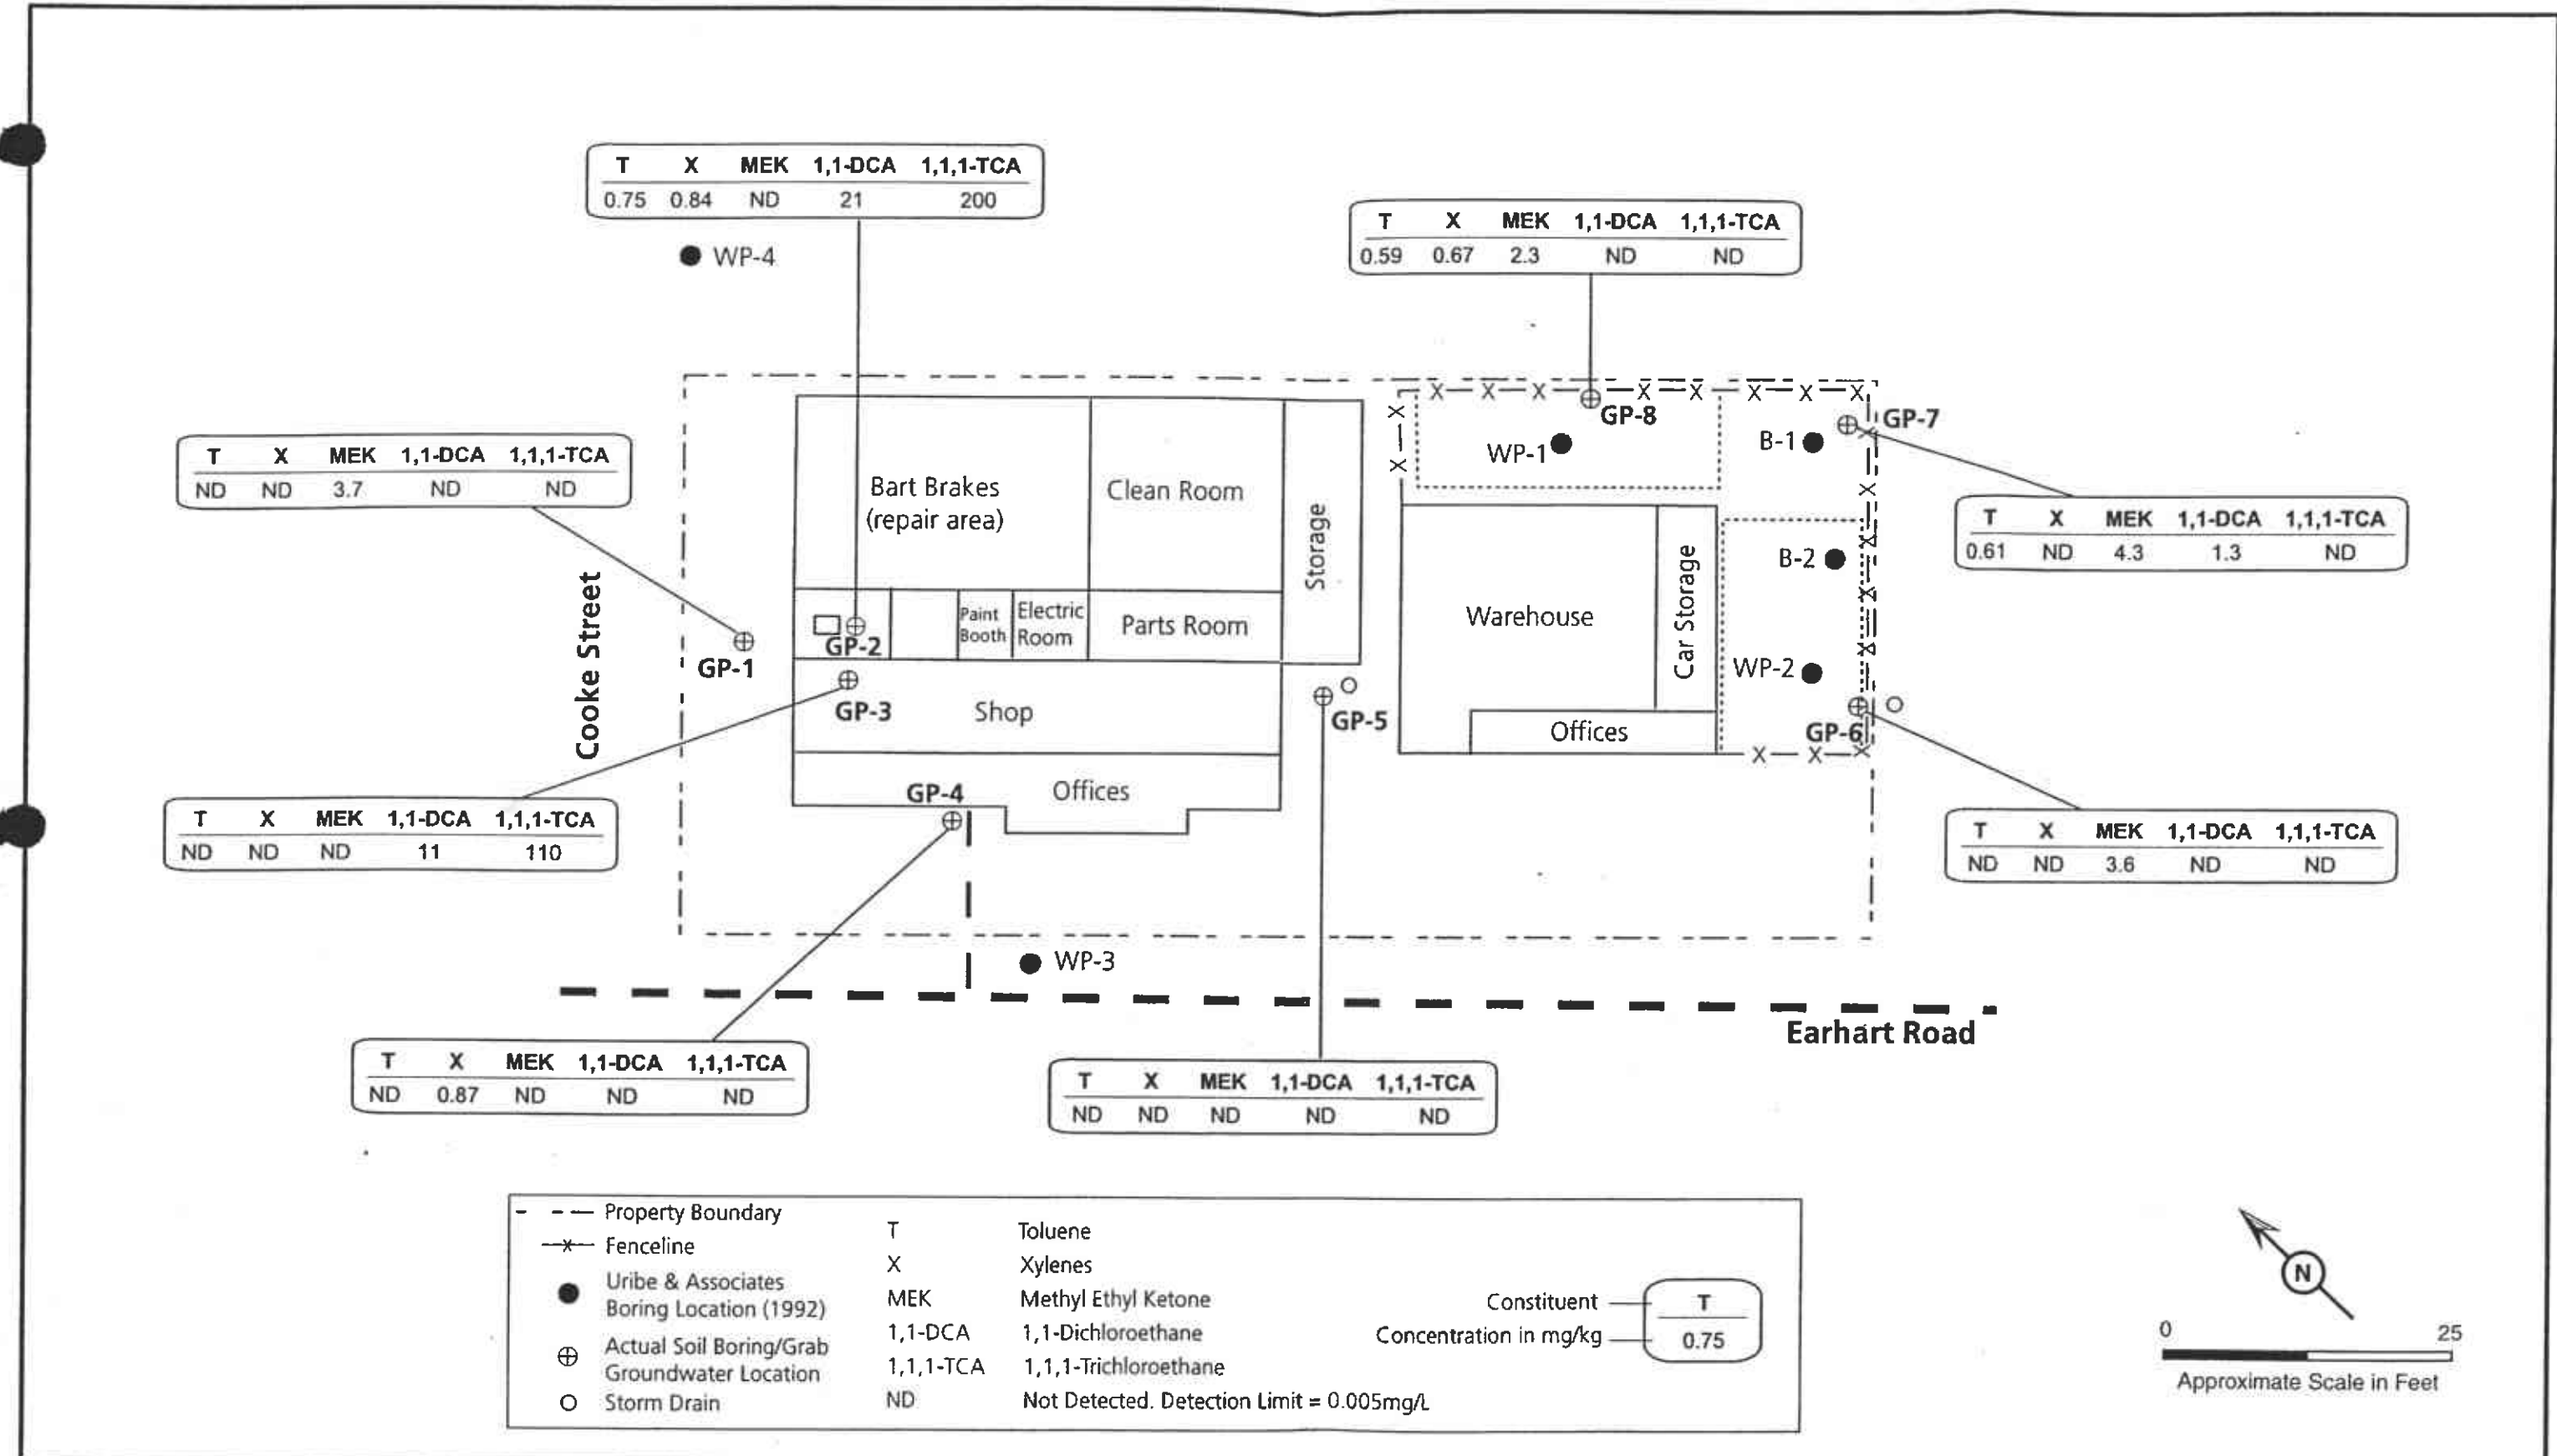 T X MEK 1,1-DCA 1,1,1-TCA
0.75 0.84 ND 21 200
WP-4
T X MEK 1,1-DCA 1,1,1-TCA
0.59 0.67 2.3 ND ND
T X MEK 1,1-DCA 1,1,1-TCA
ND ND 3.7 ND ND
GP-8
GP-7
WP-1
B-1
Bart Brakes
(repair area)
Clean Room
Storage
T X MEK 1,1-DCA 1,1,1-TCA
0.61 ND 4.3 1.3 ND
B-2
Cooke Street
GP-1
GP-2
Paint
Booth
Electric
Room
Parts Room
Warehouse
Car Storage
WP-2
GP-3
Shop
GP-5
Offices
GP-6
GP-4
Offices
T X MEK 1,1-DCA 1,1,1-TCA
ND ND ND 11 110
T X MEK 1,1-DCA 1,1,1-TCA
ND ND 3.6 ND ND
WP-3
Earhart Road
T X MEK 1,1-DCA 1,1,1-TCA
ND 0.87 ND ND ND
T X MEK 1,1-DCA 1,1,1-TCA
ND ND ND ND ND
Property Boundary
Fenceline
Uribe & Associates
Boring Location (1992)
Actual Soil Boring/Grab
Groundwater Location
Storm Drain
T Toluene
X Xylenes
MEK Methyl Ethyl Ketone
1,1-DCA 1,1-Dichloroethane
1,1,1-TCA 1,1,1-Trichloroethane
ND Not Detected. Detection Limit = 0.005mg/L
Constituent T
Concentration in mg/kg 0.75
N
0 25
Approximate Scale in Feet